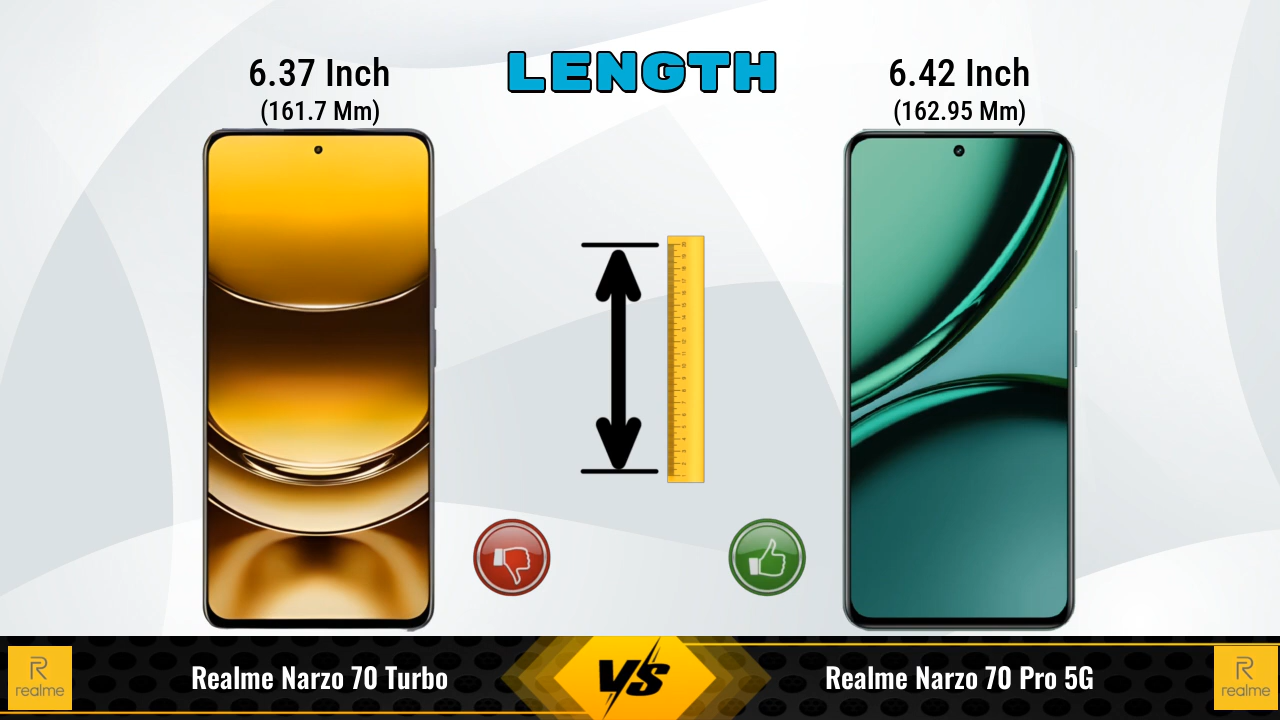 LENGTH
6.37 Inch
(161.7 Mm)
6.42 Inch
(162.95 Mm)
realme
Realme Narzo 70 Turbo
VS
Realme Narzo 70 Pro 5G
realme